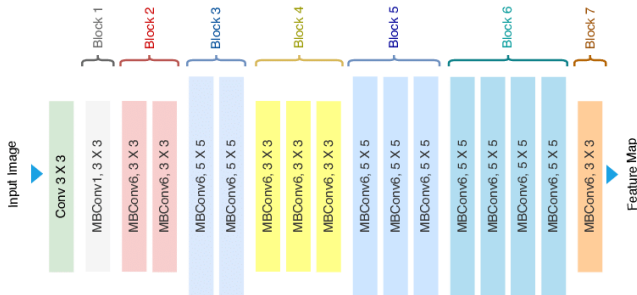 Block 1
Block 2
Block 3
Block 4
Block 5
Block 6
Block 7
Input Image
Conv 3 X 3
MBConv1, 3 X 3
MBConv6, 3 X 3
MBConv6, 3 X 3
MBConv6, 5 X 5
MBConv6, 5 X 5
MBConv6, 3 X 3
MBConv6, 3 X 3
MBConv6, 3 X 3
MBConv6, 5 X 5
MBConv6, 5 X 5
MBConv6, 5 X 5
MBConv6, 5 X 5
MBConv6, 5 X 5
MBConv6, 5 X 5
MBConv6, 5 X 5
MBConv6, 3 X 3
Feature Map